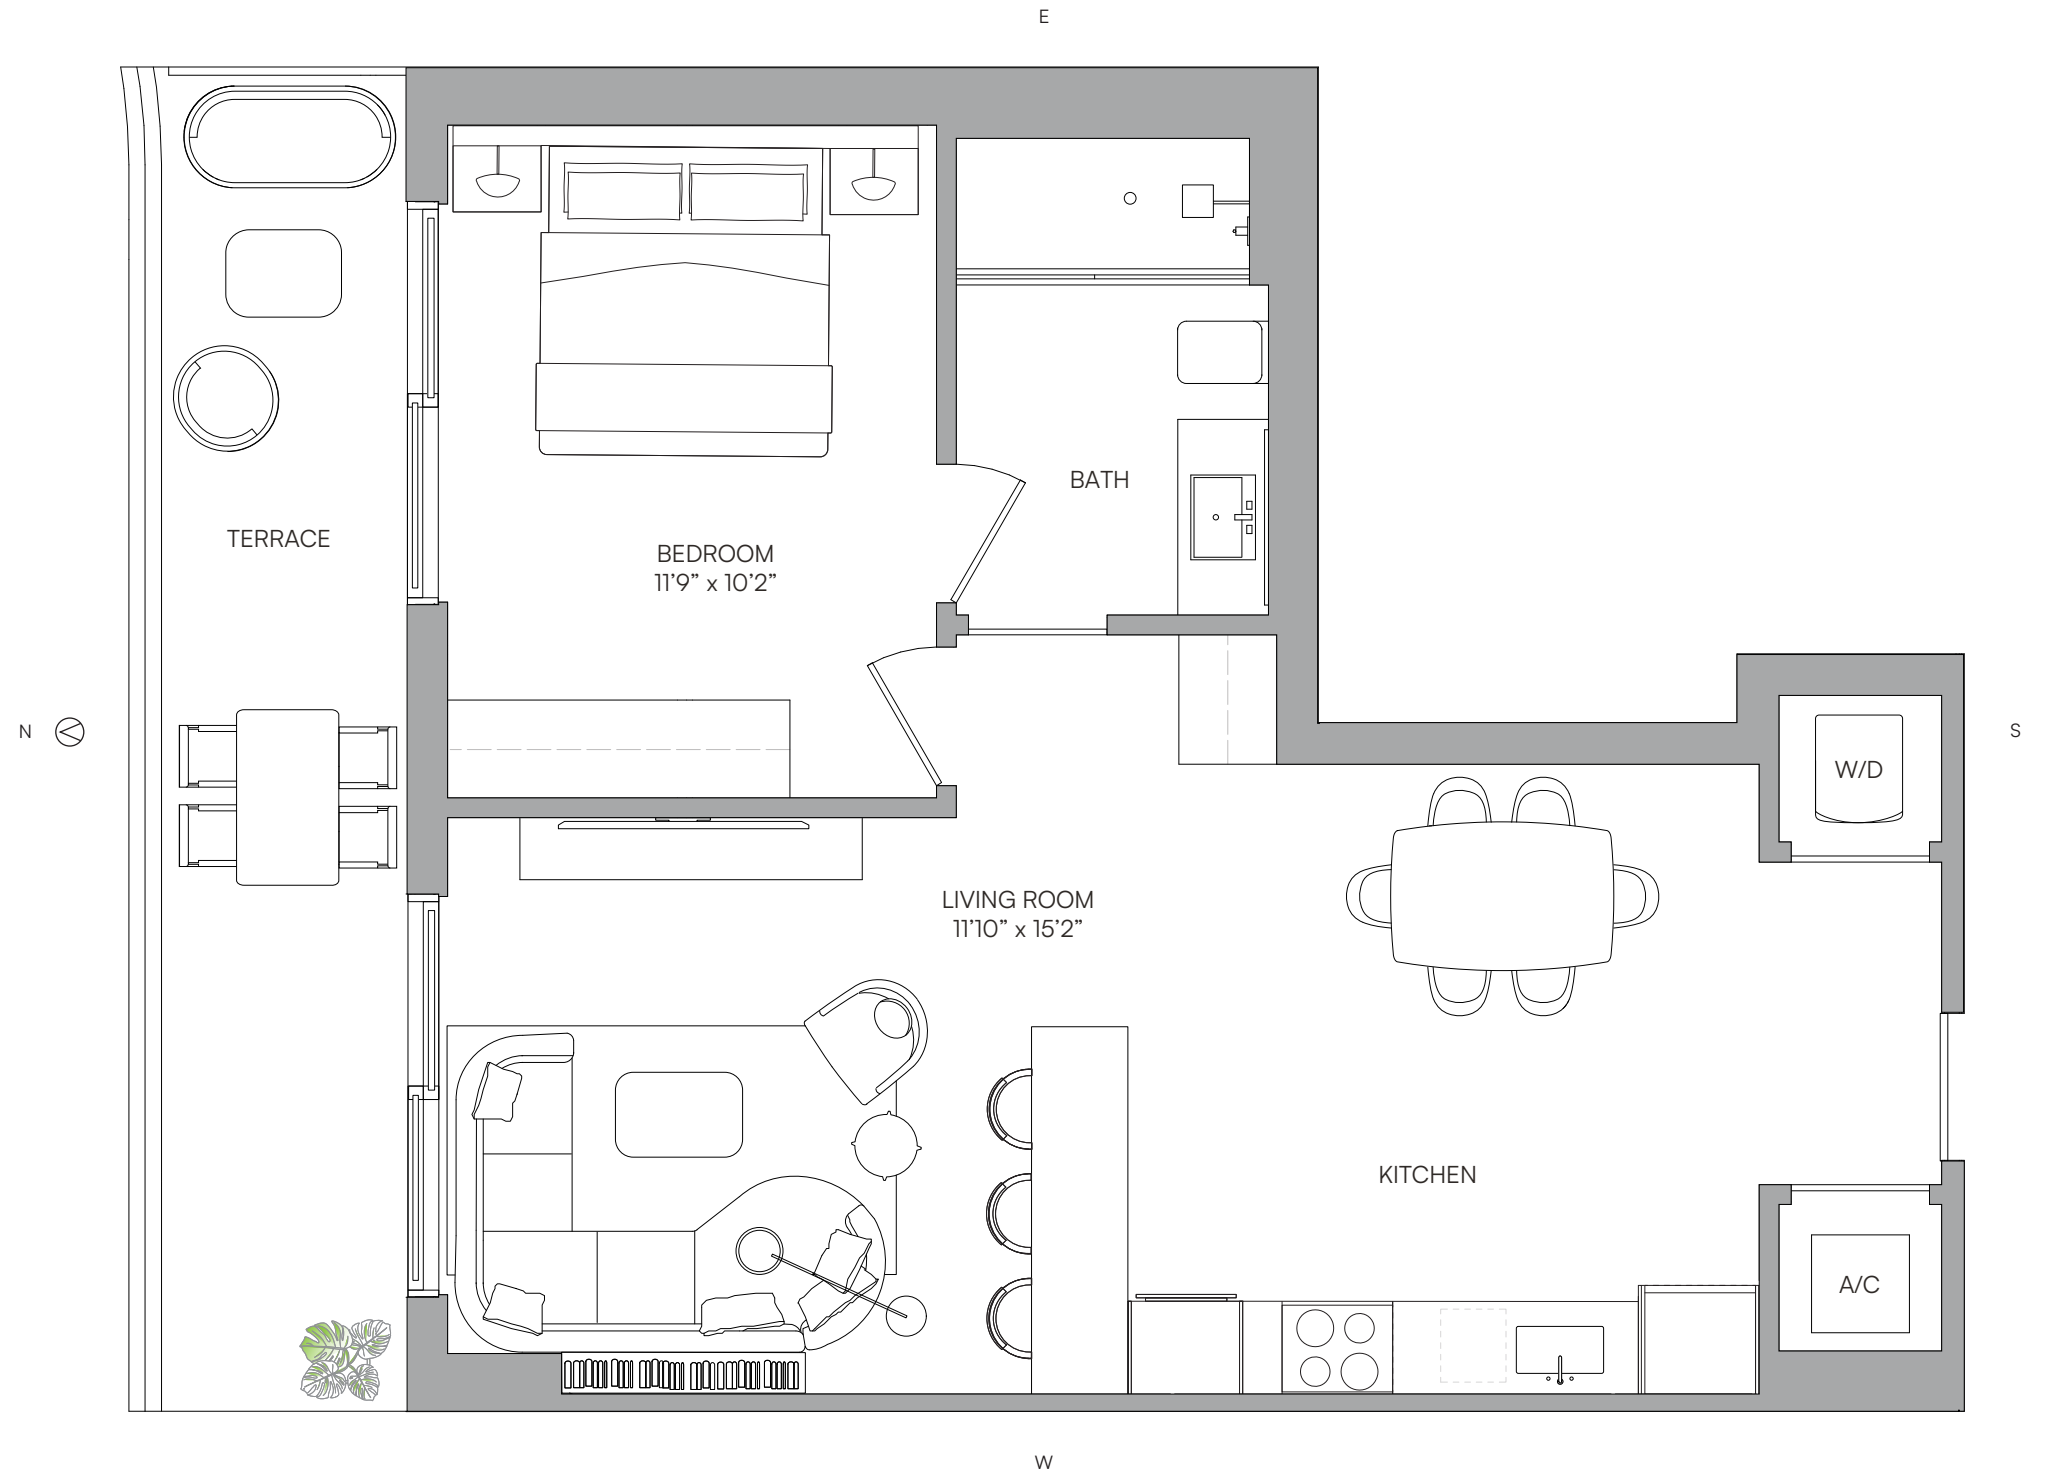 E
BATH
TERRACE
BEDROOM
11’9” x 10’2”
N
S
W/D
LIVING ROOM
11’10” x 15’2”
KITCHEN
A/C
W